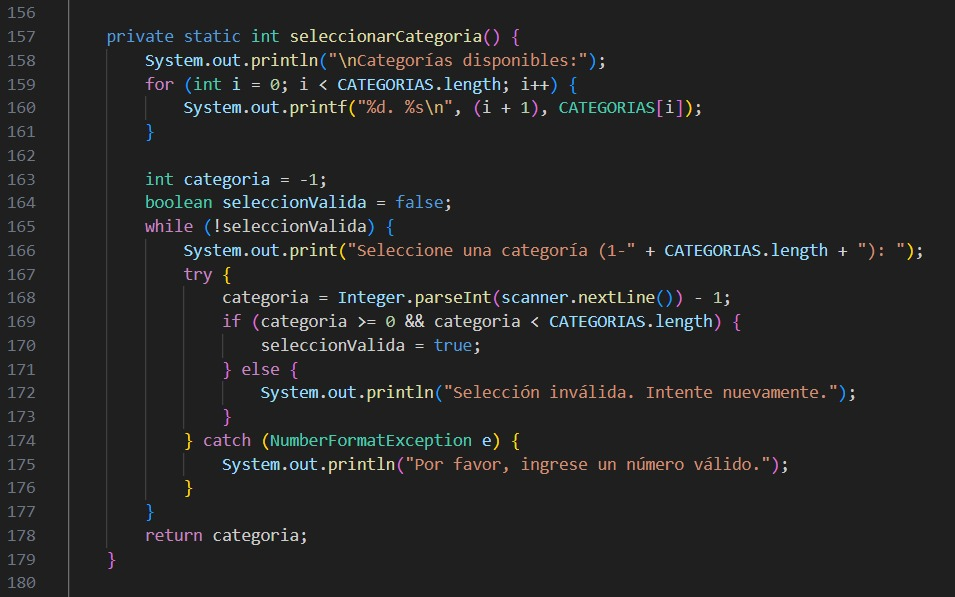 156
157 private static int seleccionarCategoria() {
158 System.out.println("\nCategorías disponibles:");
159 for (int i = 0; i < CATEGORIAS.length; i++) {
160 System.out.printf("%d. %s\n", (i + 1), CATEGORIAS[i]);
161 }
162
163 int categoria = -1;
164 boolean seleccionValida = false;
165 while (!seleccionValida) {
166 System.out.print("Seleccione una categoría (1-" + CATEGORIAS.length + "): ");
167 try {
168 categoria = Integer.parseInt(scanner.nextLine()) - 1;
169 if (categoria >= 0 && categoria < CATEGORIAS.length) {
170 seleccionValida = true;
171 } else {
172 System.out.println("Selección inválida. Intente nuevamente.");
173 }
174 } catch (NumberFormatException e) {
175 System.out.println("Por favor, ingrese un número válido.");
176 }
177 }
178 return categoria;
179 }
180